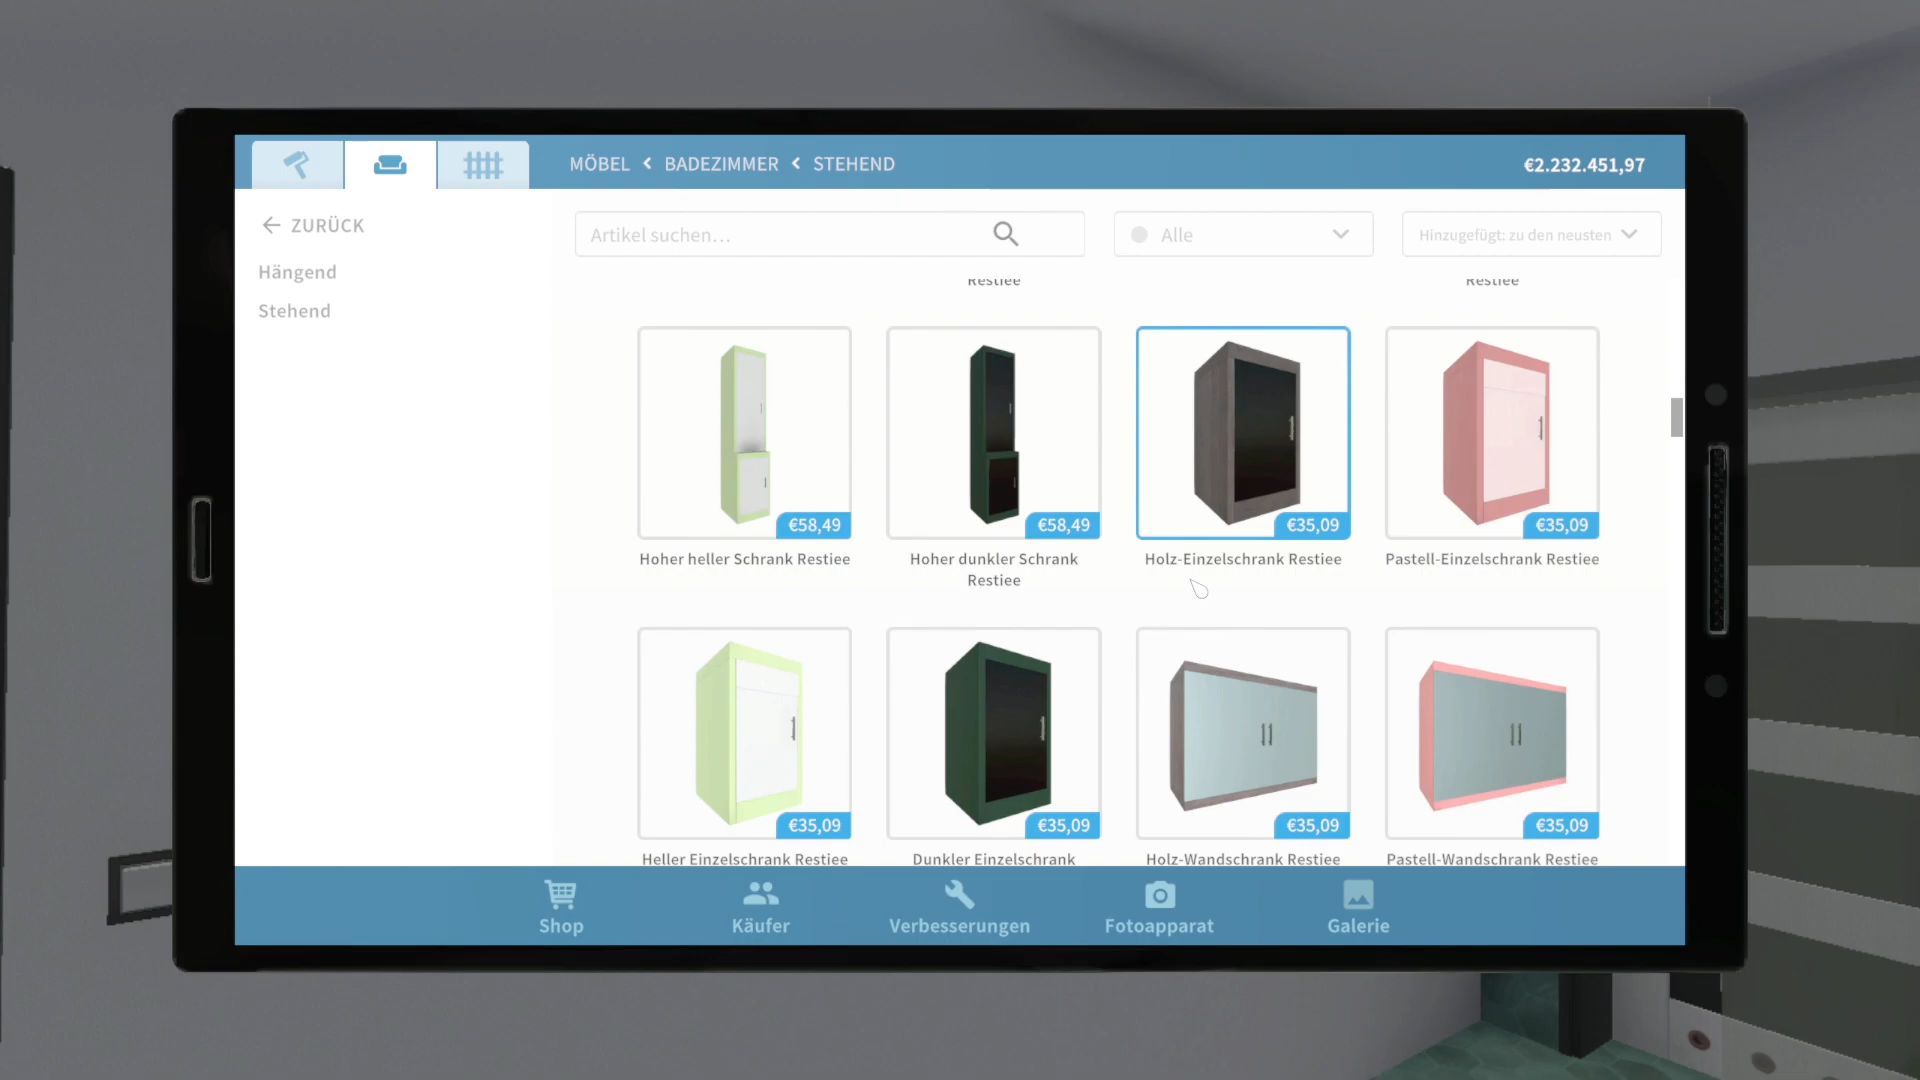 MÖBEL < BADEZIMMER < STEHEND
€2.232.451,97
← ZURÜCK
Hängend
Stehend
Artikel suchen...
Alle
Hinzugefügt: zu den neusten
Restiee
Restiee
€58,49
€58,49
€35,09
€35,09
Hoher heller Schrank Restiee
Hoher dunkler Schrank
Restiee
Holz-Einzelschrank Restiee
Pastell-Einzelschrank Restiee
€35,09
€35,09
€35,09
€35,09
Heller Einzelschrank Restiee
Dunkler Einzelschrank
Holz-Wandschrank Restiee
Pastell-Wandschrank Restiee
Shop
Käufer
Verbesserungen
Fotoapparat
Galerie